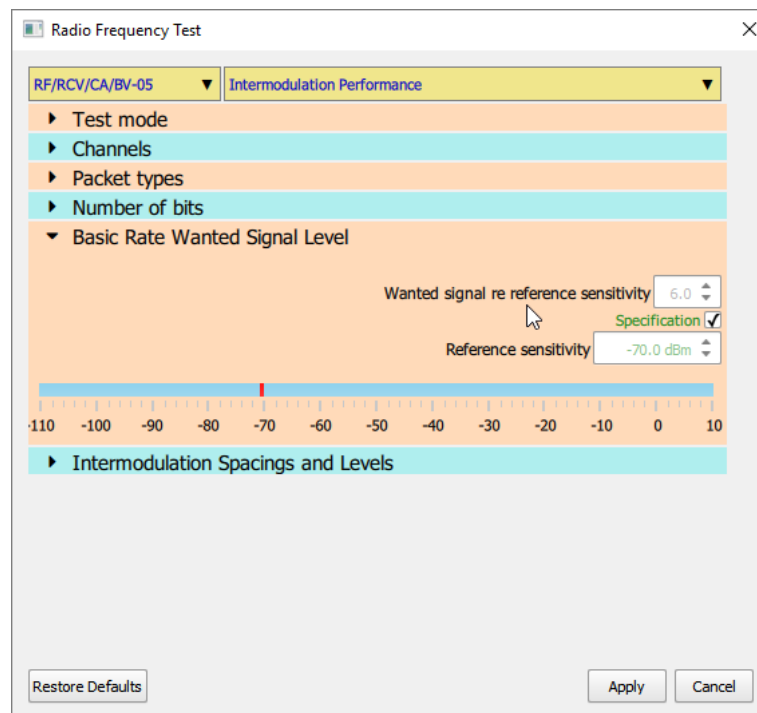 Radio Frequency Test
RF/RCV/CA/BV-05 Intermodulation Performance
Test mode
Channels
Packet types
Number of bits
Basic Rate Wanted Signal Level
Wanted signal re reference sensitivity 6.0
Specification
Reference sensitivity -70.0 dBm
-110 -100 -90 -80 -70 -60 -50 -40 -30 -20 -10 0 10
Intermodulation Spacings and Levels
Restore Defaults Apply Cancel